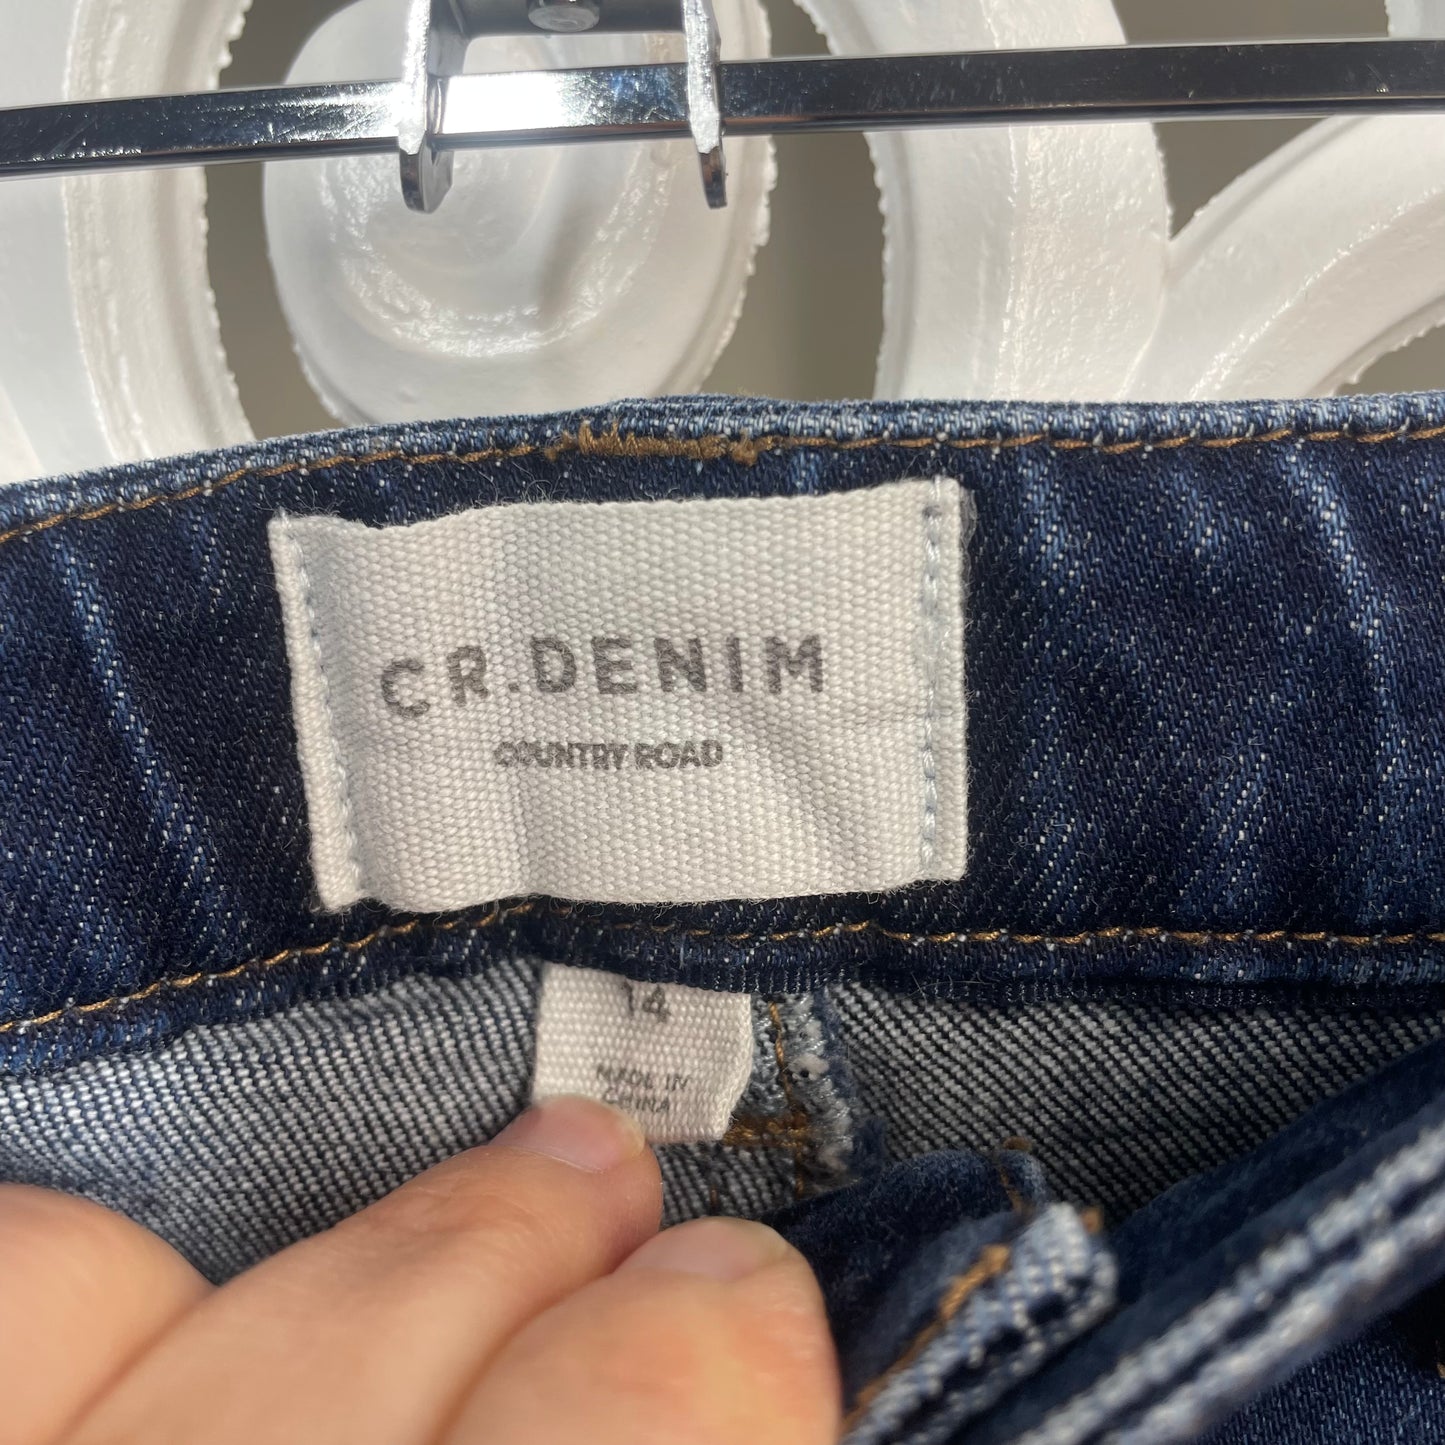 CR.DENIM
COUNTRY ROAD
14
MADE IN
CHINA